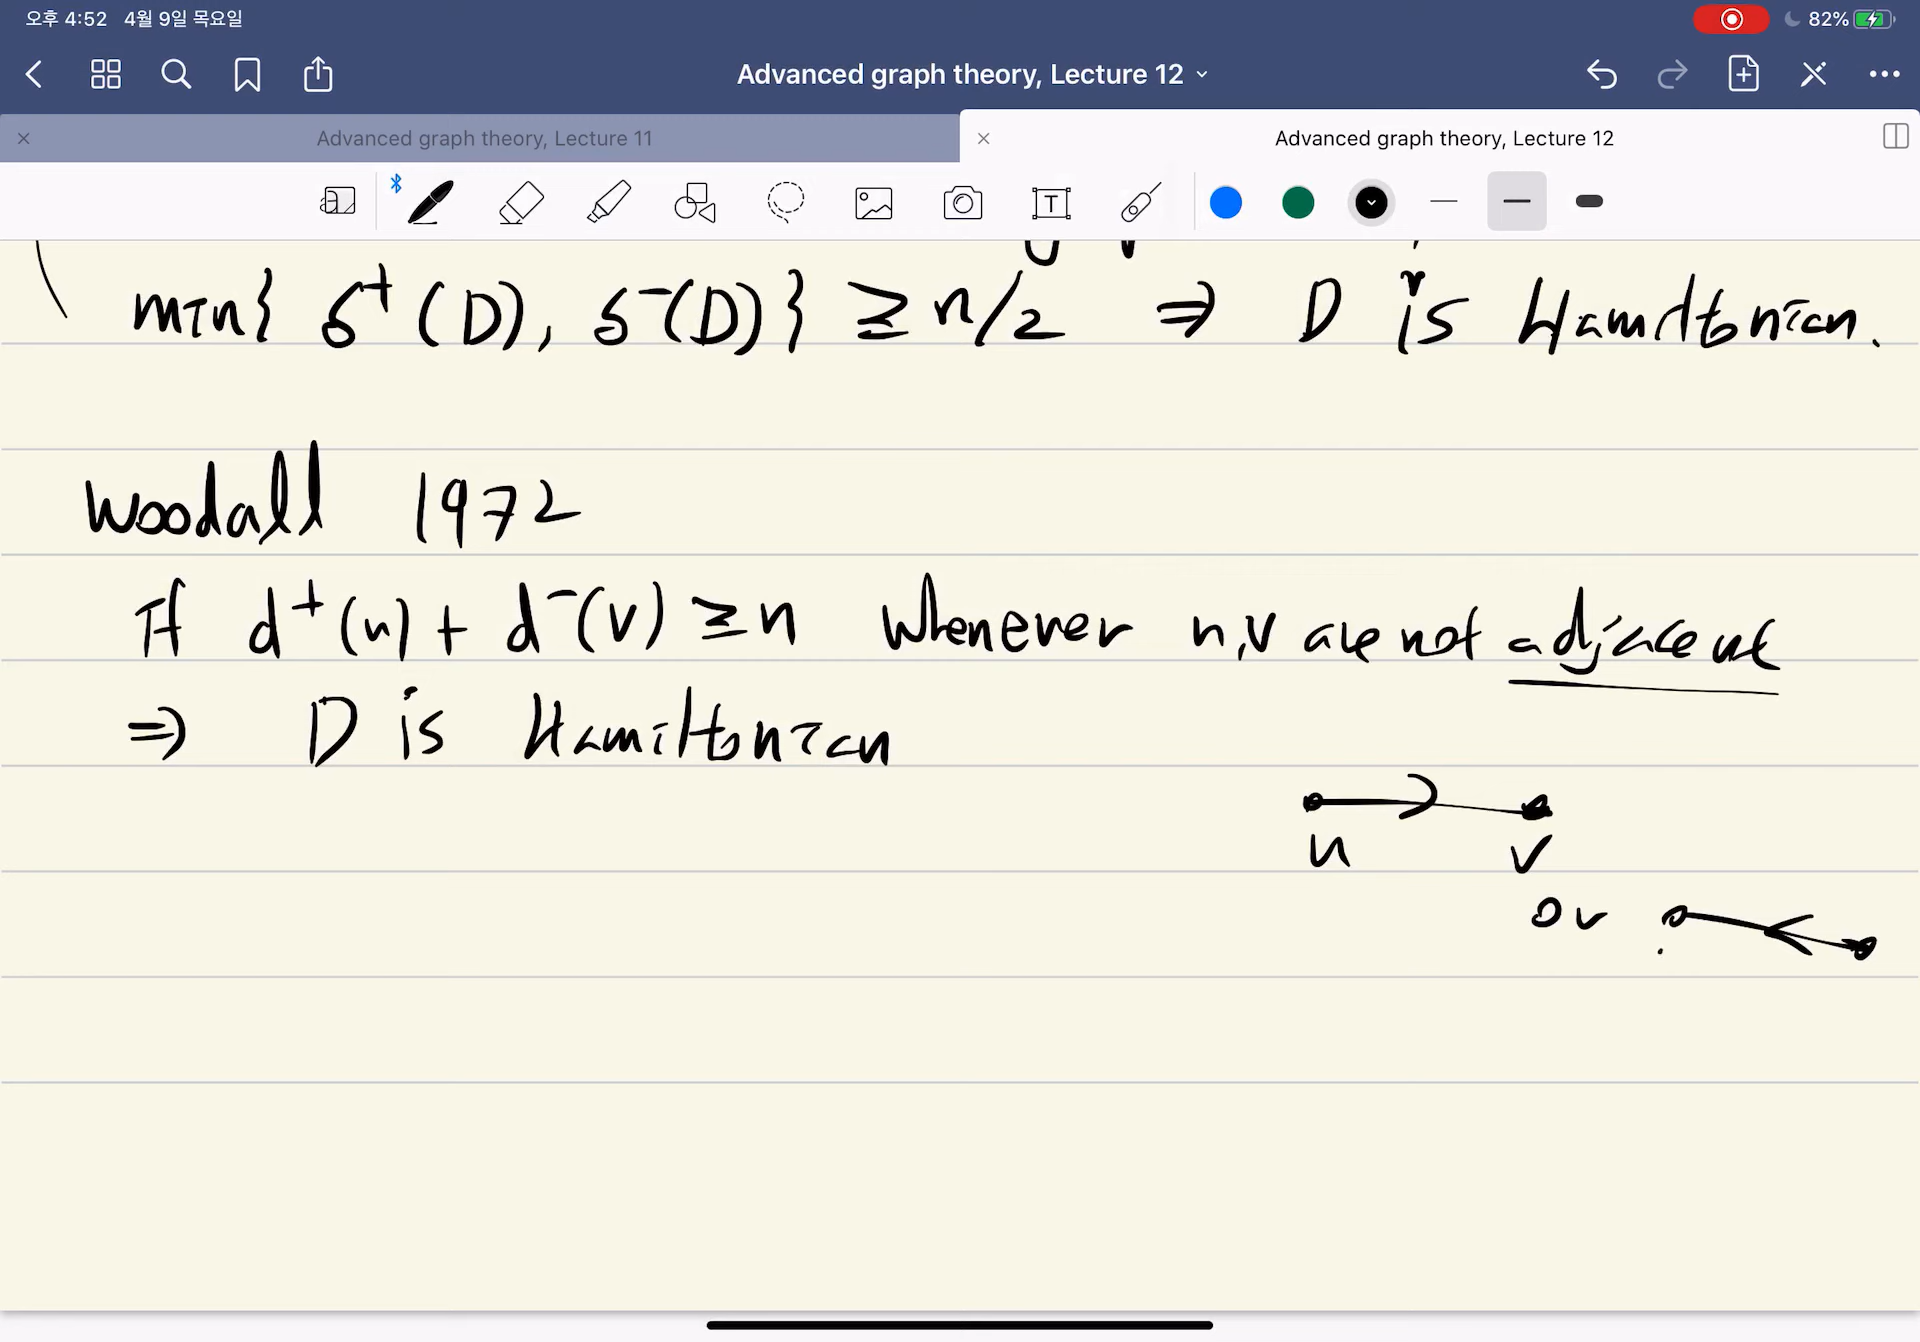 오후 4:52 4월 9일 목요일
82%
Advanced graph theory, Lecture 12
Advanced graph theory, Lecture 11
Advanced graph theory, Lecture 12
min{ δ⁺(D), δ⁻(D)} ≥ n/2 ⇒ D is Hamiltonian.
Woodall 1972
If d⁺(u) + d⁻(v) ≥ n whenever u,v are not adjacent
⇒ D is Hamiltonian
u v
or